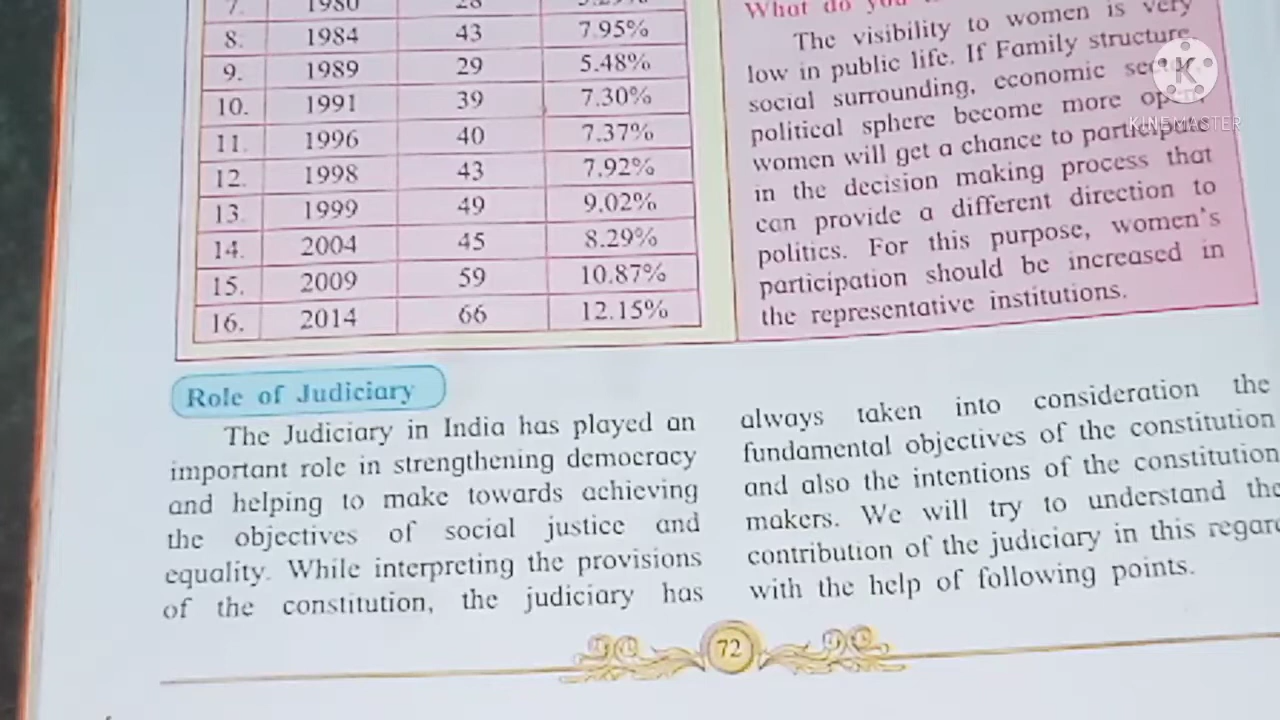 7. 1980 28
8. 1984 43 7.95%
9. 1989 29 5.48%
10. 1991 39 7.30%
11. 1996 40 7.37%
12. 1998 43 7.92%
13. 1999 49 9.02%
14. 2004 45 8.29%
15. 2009 59 10.87%
16. 2014 66 12.15%
What do you
The visibility to women is very
low in public life. If Family structure,
social surrounding, economic
political sphere become more
women will get a chance to participate
in the decision making process that
can provide a different direction to
politics. For this purpose, women's
participation should be increased in
the representative institutions.
K
KINEMASTER
Role of Judiciary
The Judiciary in India has played an
important role in strengthening democracy
and helping to make towards achieving
the objectives of social justice and
equality. While interpreting the provisions
of the constitution, the judiciary has
always taken into consideration the
fundamental objectives of the constitution
and also the intentions of the constitution
makers. We will try to understand the
contribution of the judiciary in this regard
with the help of following points.
72